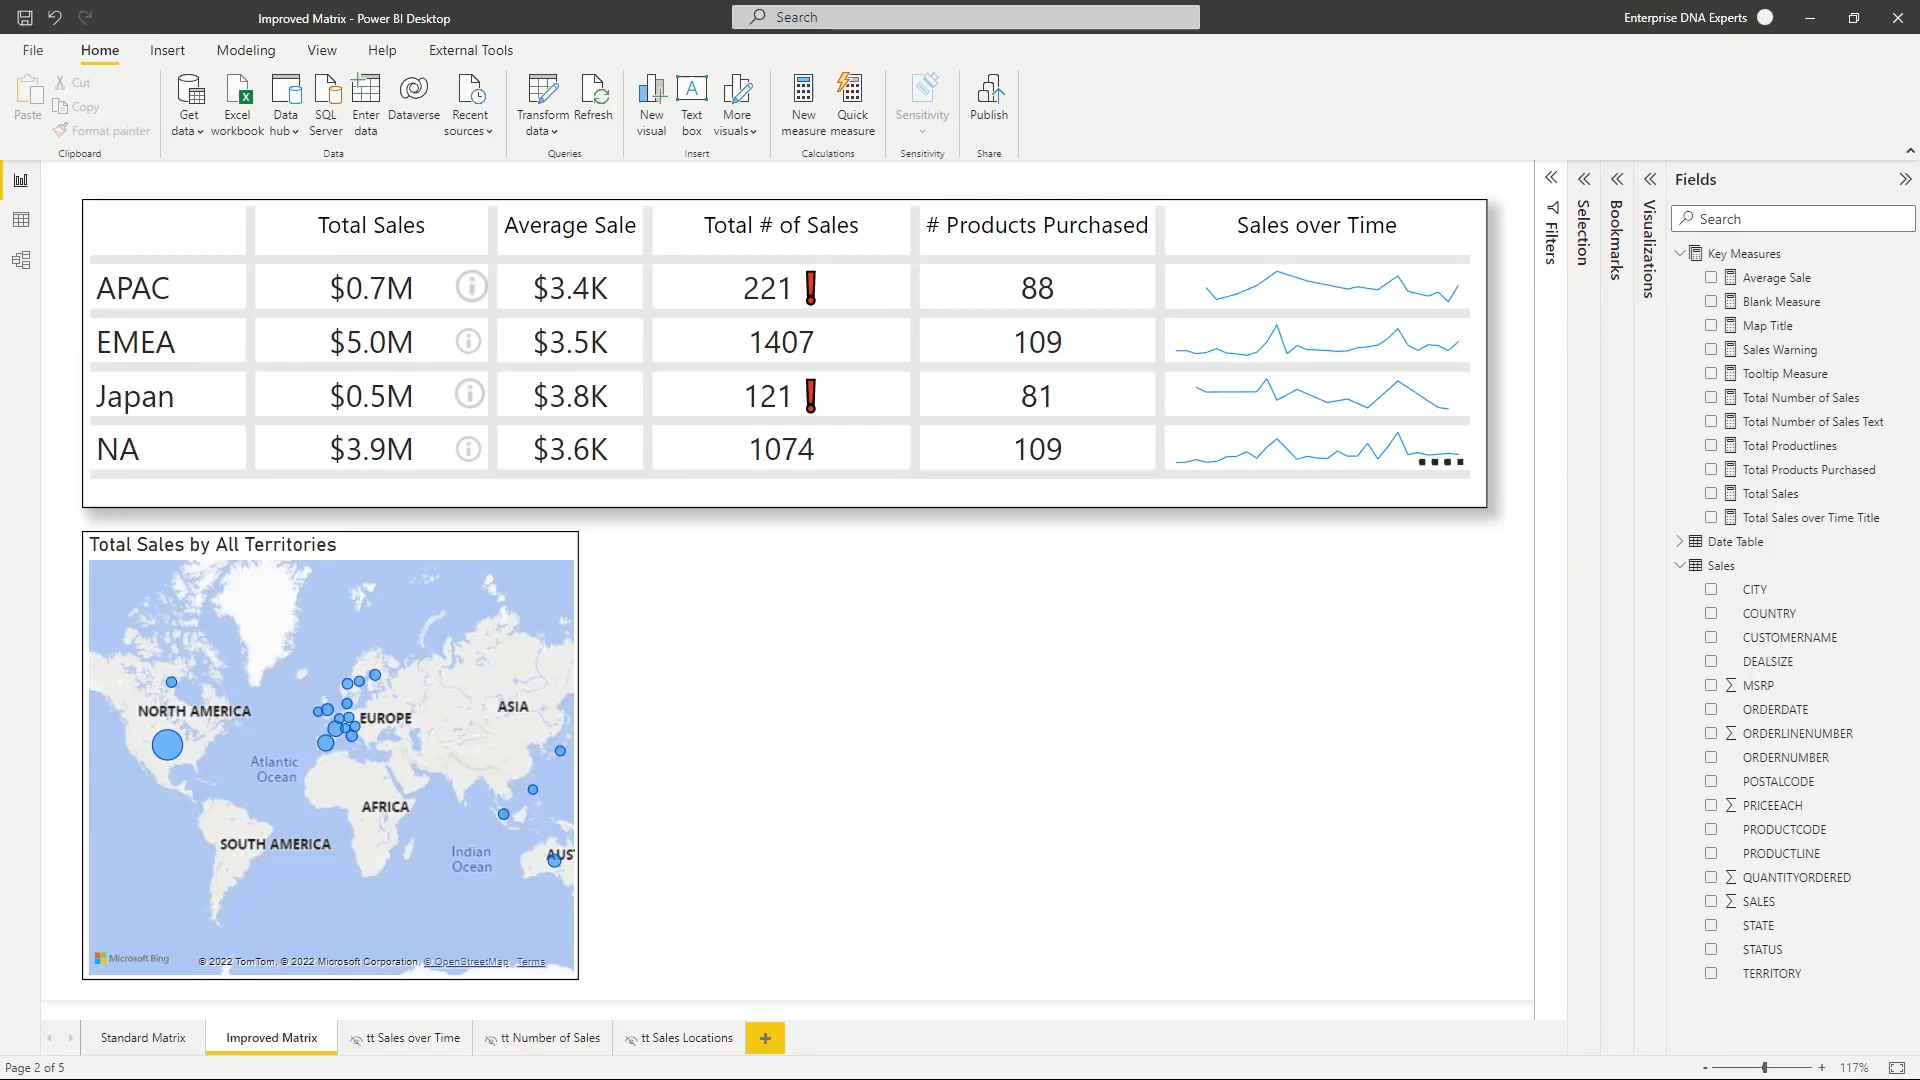 Improved Matrix - Power BI Desktop
Search
Enterprise DNA Experts
File
Home
Insert
Modeling
View
Help
External Tools
Paste
Cut
Copy
Format painter
Clipboard
Get data
Excel workbook
Data hub
SQL Server
Enter data
Dataverse
Recent sources
Data
Transform data
Refresh
Queries
New visual
Text box
More visuals
Insert
New measure
Quick measure
Calculations
Sensitivity
Sensitivity
Publish
Share
Total Sales Average Sale Total # of Sales # Products Purchased Sales over Time
APAC $0.7M $3.4K 221 ❗ 88
EMEA $5.0M $3.5K 1407 109
Japan $0.5M $3.8K 121 ❗ 81
NA $3.9M $3.6K 1074 109
Total Sales by All Territories
NORTH AMERICA
EUROPE
ASIA
Atlantic
Ocean
AFRICA
SOUTH AMERICA
Indian
Ocean
AUS
Microsoft Bing
© 2022 TomTom, © 2022 Microsoft Corporation, © OpenStreetMap Terms
Filters
Selection
Bookmarks
Visualizations
Fields
Search
Key Measures
Average Sale
Blank Measure
Map Title
Sales Warning
Tooltip Measure
Total Number of Sales
Total Number of Sales Text
Total Productlines
Total Products Purchased
Total Sales
Total Sales over Time Title
Date Table
Sales
CITY
COUNTRY
CUSTOMERNAME
DEALSIZE
MSRP
ORDERDATE
ORDERLINENUMBER
ORDERNUMBER
POSTALCODE
PRICEEACH
PRODUCTCODE
PRODUCTLINE
QUANTITYORDERED
SALES
STATE
STATUS
TERRITORY
Standard Matrix
Improved Matrix
tt Sales over Time
tt Number of Sales
tt Sales Locations
Page 2 of 5
117%